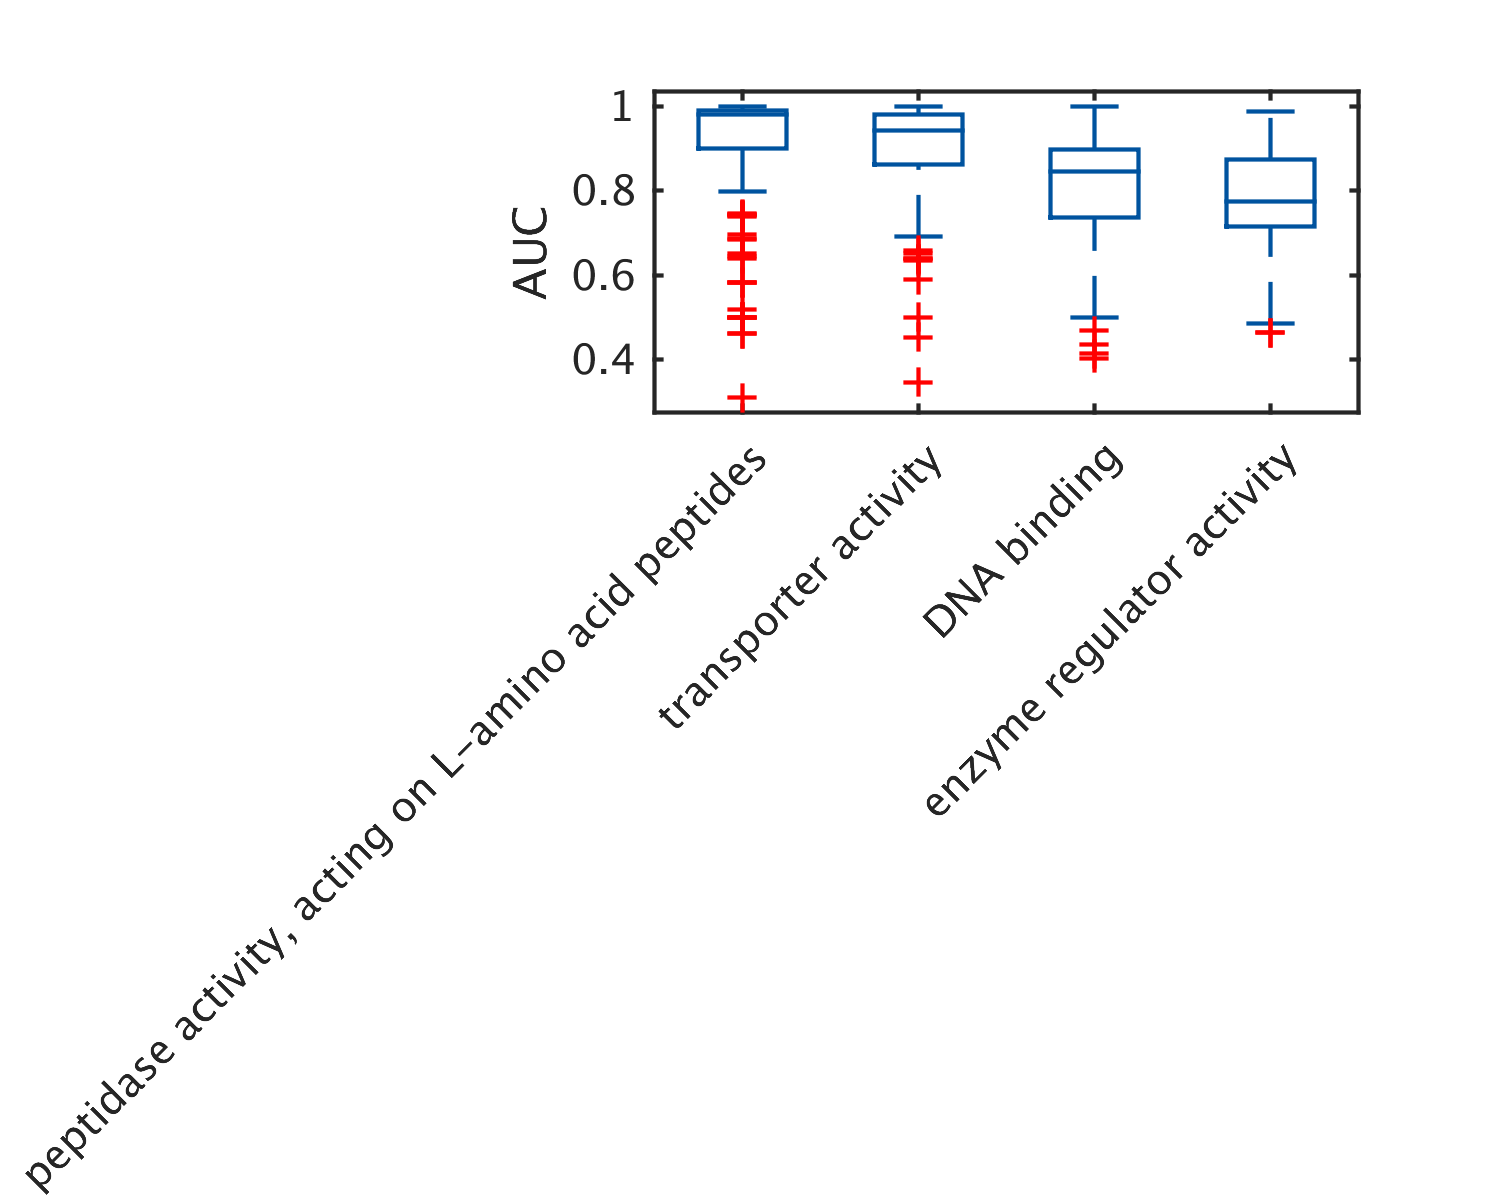 1
0.8
0.6
0.4
AUC
peptidase activity, acting on L-amino acid peptides
transporter activity
DNA binding
enzyme regulator activity